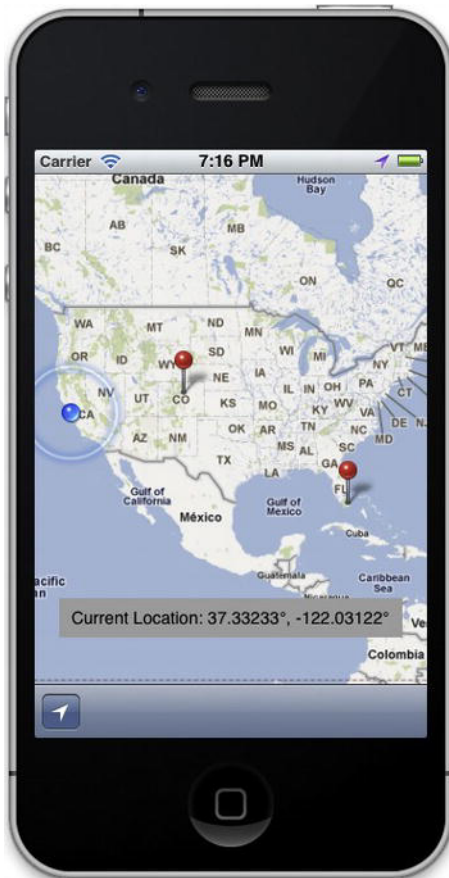 Carrier 7:16 PM
Canada
Hudson
Bay
AB
MB
BC
SK
ON
QC
WA
MT
ND
MN
VT
OR
ID
WY
SD
WI
MI
NY
NE
IA
PA
CT
NV
UT
CO
KS
MO
IL
IN
OH
KY
WV
VA
DE
MD
CA
AZ
NM
OK
AR
TN
NC
SC
TX
MS
AL
GA
LA
FL
Gulf of
California
México
Gulf of
Mexico
Cuba
Guatemala
Caribbean
Sea
Nicaragua
Current Location: 37.33233°, -122.03122°
Colombia